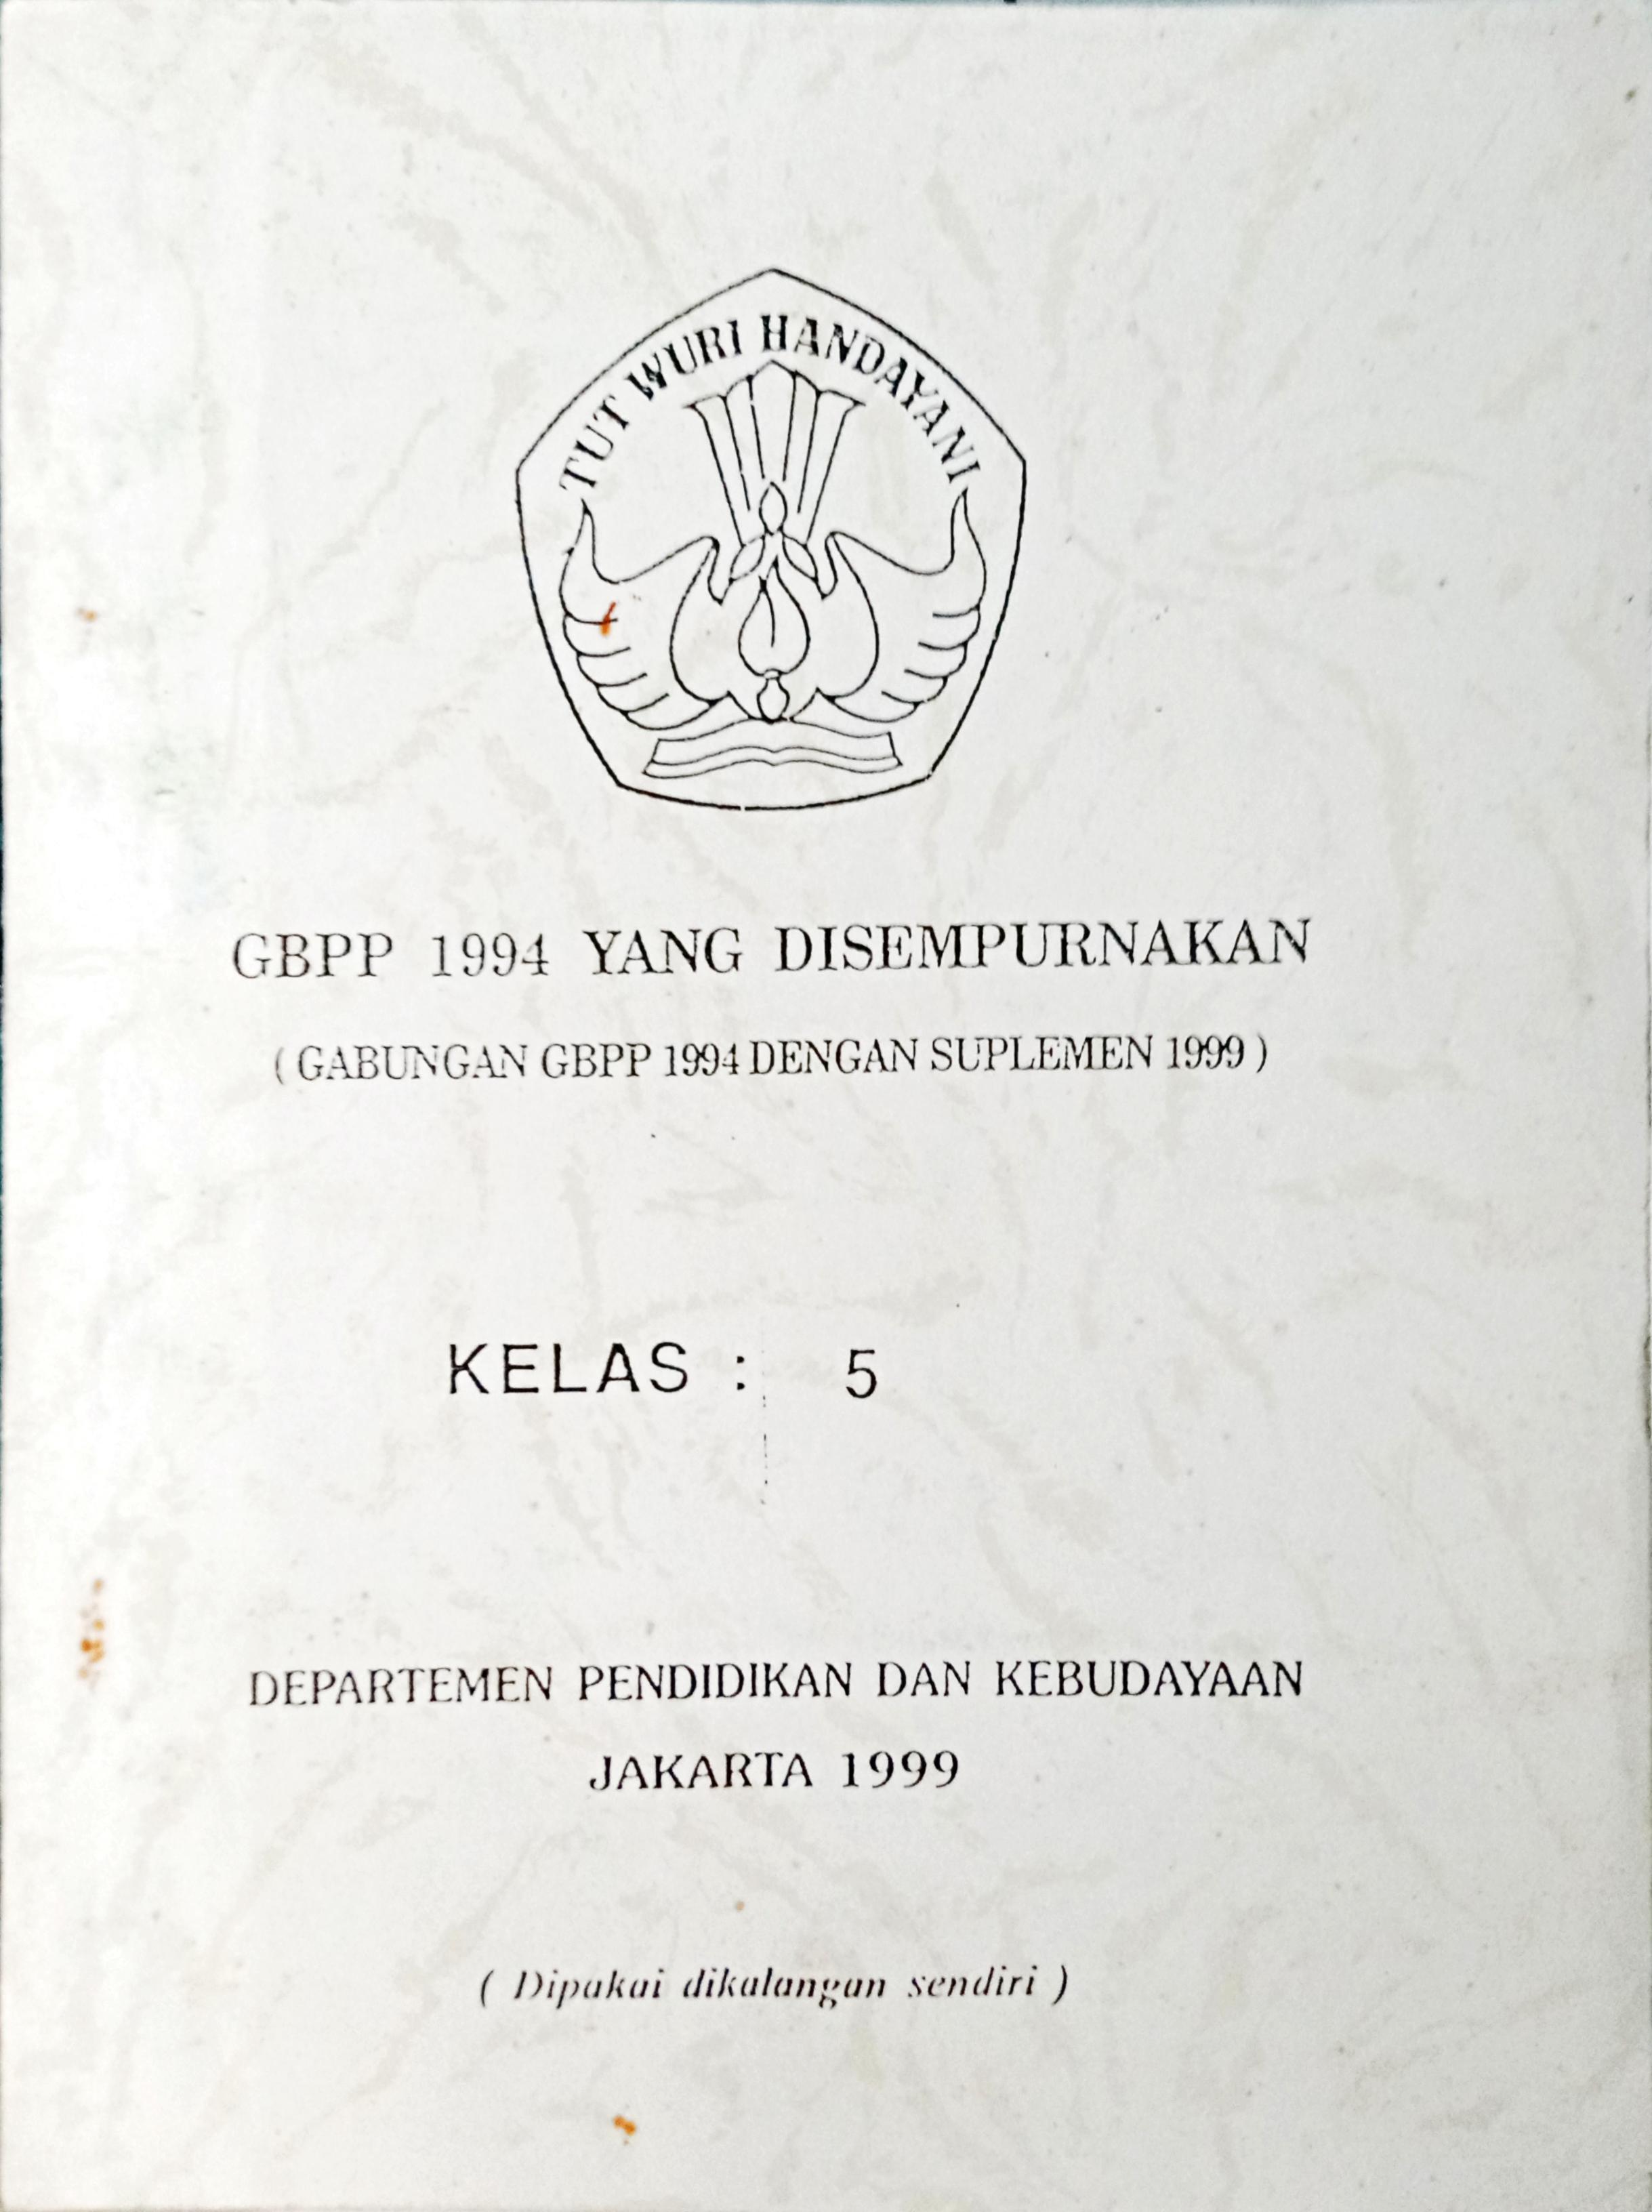 TUT WURI HANDAYANI
GBPP 1994 YANG DISEMPURNAKAN
( GABUNGAN GBPP 1994 DENGAN SUPLEMEN 1999 )
KELAS : 5
DEPARTEMEN PENDIDIKAN DAN KEBUDAYAAN
JAKARTA 1999
( Dipakai dikalangan sendiri )